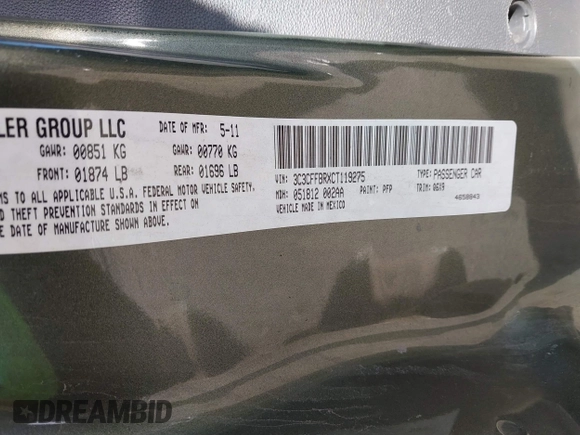 LER GROUP LLC
DATE OF MFR: 5-11
GAWR: 00851 KG
GAWR: 00770 KG
FRONT: 01874 LB
REAR: 01696 LB
MS TO ALL APPLICABLE U.S.A. FEDERAL MOTOR VEHICLE SAFETY,
D THEFT PREVENTION STANDARDS IN EFFECT ON
E DATE OF MANUFACTURE SHOWN ABOVE.
VIN: 3C3CFFBRXCT119275
TYPE: PASSENGER CAR
MDH: 051812 002AA
PAINT: PFP
TRIM: 06X9
VEHICLE MADE IN MEXICO
DREAMBID